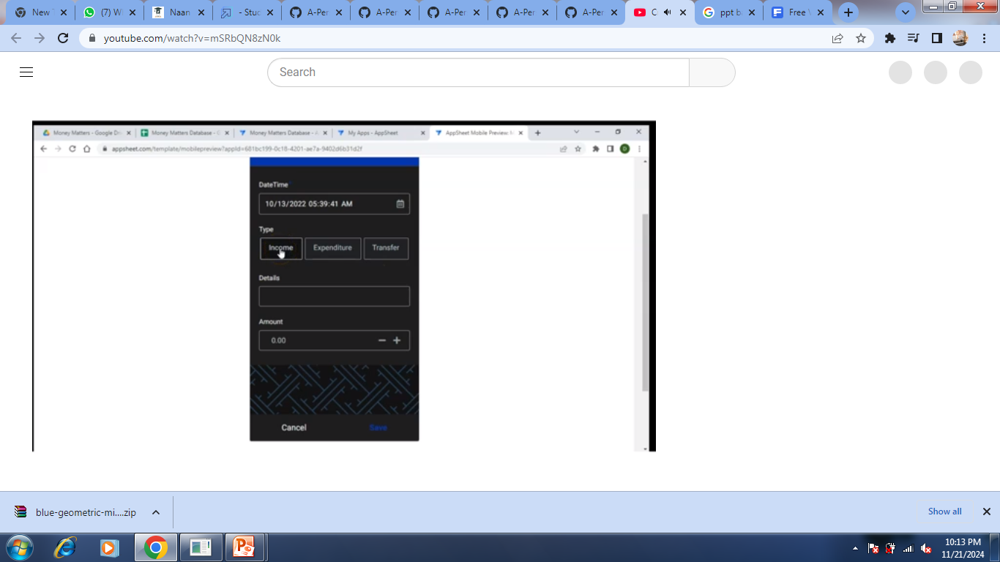 New T
(7) W
Naan
- Stuc
A-Per
A-Per
A-Per
A-Per
A-Per
C
ppt b
Free
youtube.com/watch?v=mSRbQN8zN0k
Search
Money Matters - Google Dri
Money Matters Database - G
Money Matters Database - A
My Apps - AppSheet
AppSheet Mobile Preview: M
appsheet.com/template/mobilepreview?appId=681bc199-0c18-4201-ae7a-9402d6b31d2f
D
DateTime
10/13/2022 05:39:41 AM
Type
Income Expenditure Transfer
Details
Amount
0.00
Cancel Save
blue-geometric-mi....zip
Show all
10:13 PM
11/21/2024